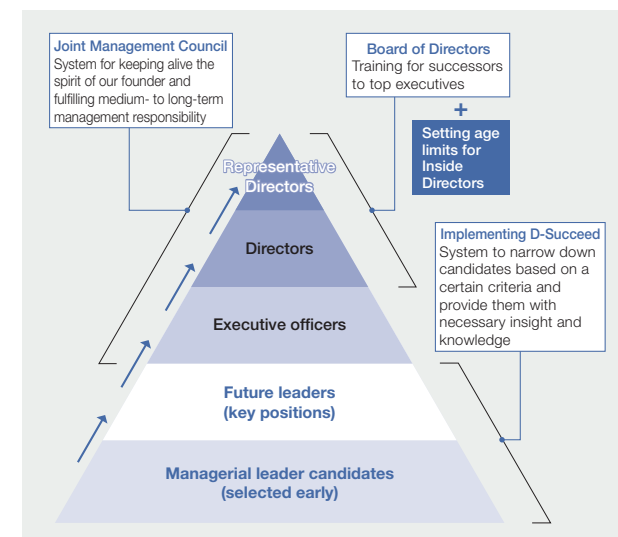 Joint Management Council
System for keeping alive the
spirit of our founder and
fulfilling medium- to long-term
management responsibility
Board of Directors
Training for successors
to top executives
+
Setting age
limits for
Inside
Directors
Representative
Directors
Directors
Executive officers
Future leaders
(key positions)
Managerial leader candidates
(selected early)
Implementing D-Succeed
System to narrow down
candidates based on a
certain criteria and
provide them with
necessary insight and
knowledge